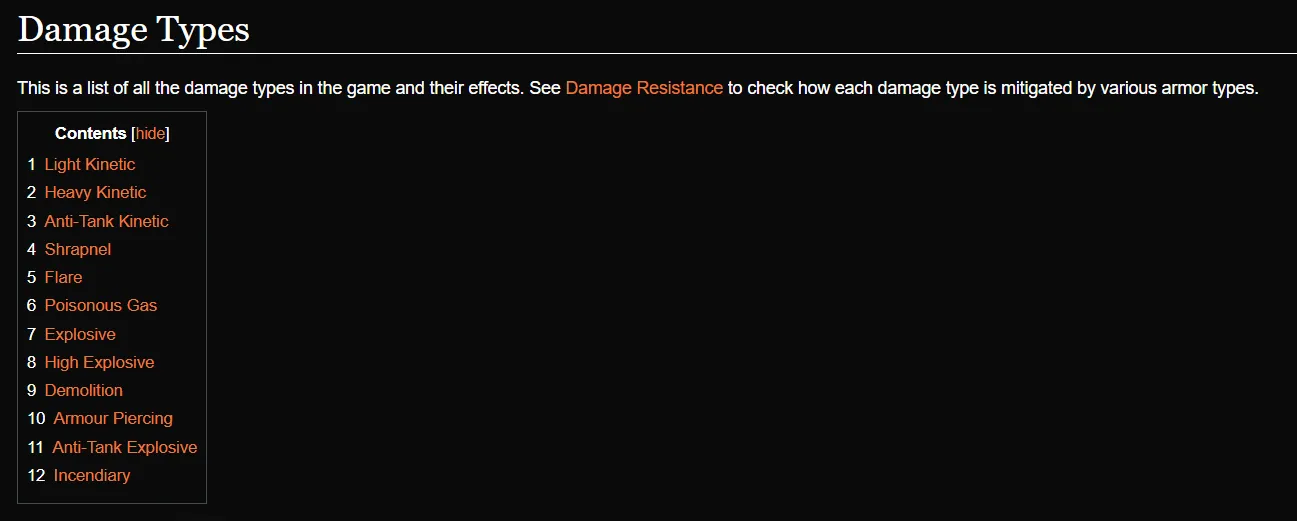 Damage Types
This is a list of all the damage types in the game and their effects. See Damage Resistance to check how each damage type is mitigated by various armor types.
Contents [hide]
1 Light Kinetic
2 Heavy Kinetic
3 Anti-Tank Kinetic
4 Shrapnel
5 Flare
6 Poisonous Gas
7 Explosive
8 High Explosive
9 Demolition
10 Armour Piercing
11 Anti-Tank Explosive
12 Incendiary